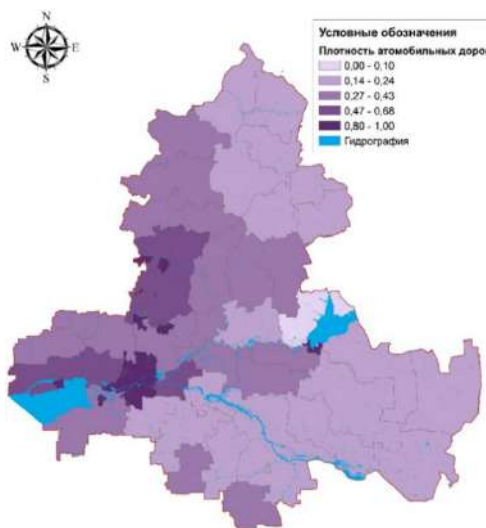 N
W E
S
Условные обозначения
Плотность атомобильных дорог
0,00 - 0,10
0,14 - 0,24
0,27 - 0,43
0,47 - 0,68
0,80 - 1,00
Гидрография